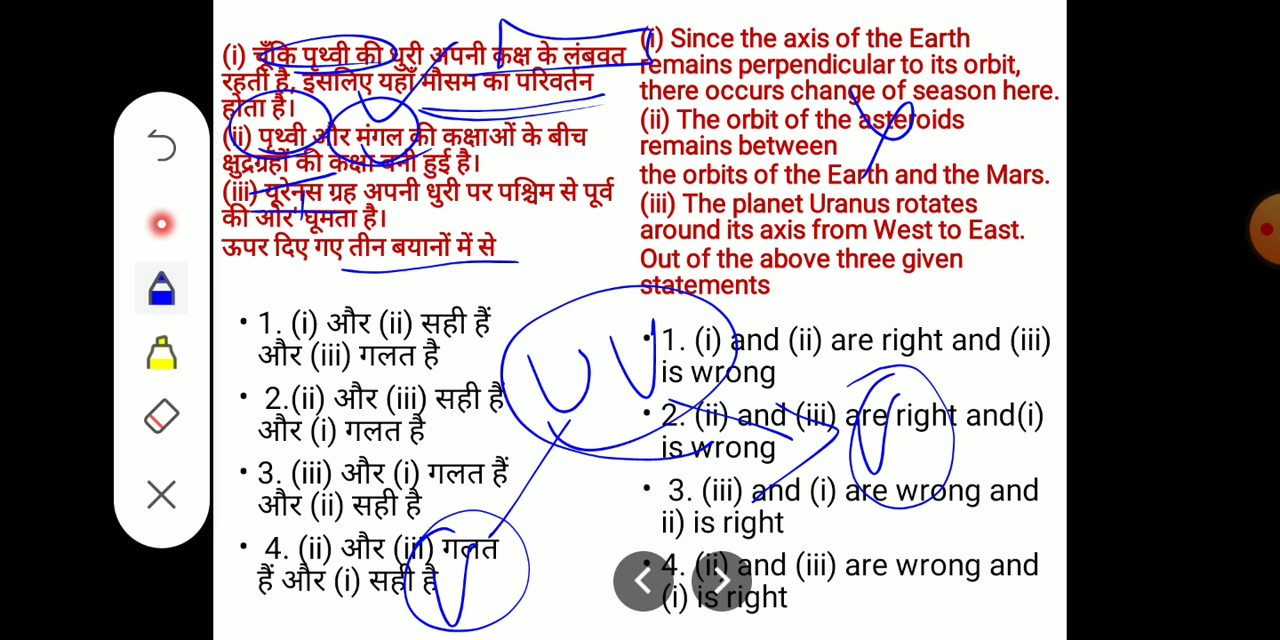 (i) चूँकि पृथ्वी की धुरी अपनी कक्ष के लंबवत
रहती है, इसलिए यहाँ मौसम का परिवर्तन
होता है।
(ii) पृथ्वी और मंगल की कक्षाओं के बीच
क्षुद्रग्रहों की कक्षा बनी हुई है।
(iii) यूरेनस ग्रह अपनी धुरी पर पश्चिम से पूर्व
की ओर घूमता है।
ऊपर दिए गए तीन बयानों में से
• 1. (i) और (ii) सही हैं
और (iii) गलत है
• 2.(ii) और (iii) सही हैं
और (i) गलत है
• 3. (iii) और (i) गलत हैं
और (ii) सही है
• 4. (ii) और (iii) गलत
हैं और (i) सही है
(i) Since the axis of the Earth
remains perpendicular to its orbit,
there occurs change of season here.
(ii) The orbit of the asteroids
remains between
the orbits of the Earth and the Mars.
(iii) The planet Uranus rotates
around its axis from West to East.
Out of the above three given
statements
• 1. (i) and (ii) are right and (iii)
is wrong
• 2. (ii) and (iii) are right and(i)
is wrong
• 3. (iii) and (i) are wrong and
ii) is right
• 4. (ii) and (iii) are wrong and
(i) is right